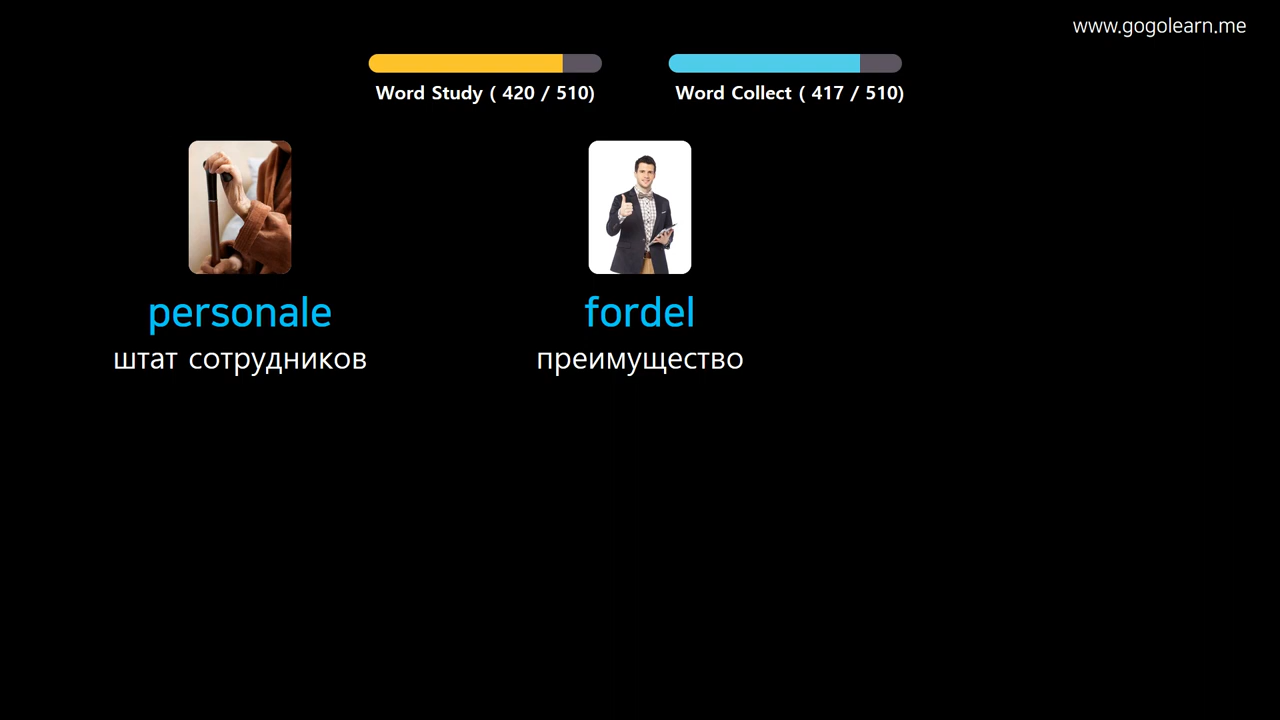 www.gogolearn.me
Word Study ( 420 / 510)
Word Collect ( 417 / 510)
personale
штат сотрудников
fordel
преимущество